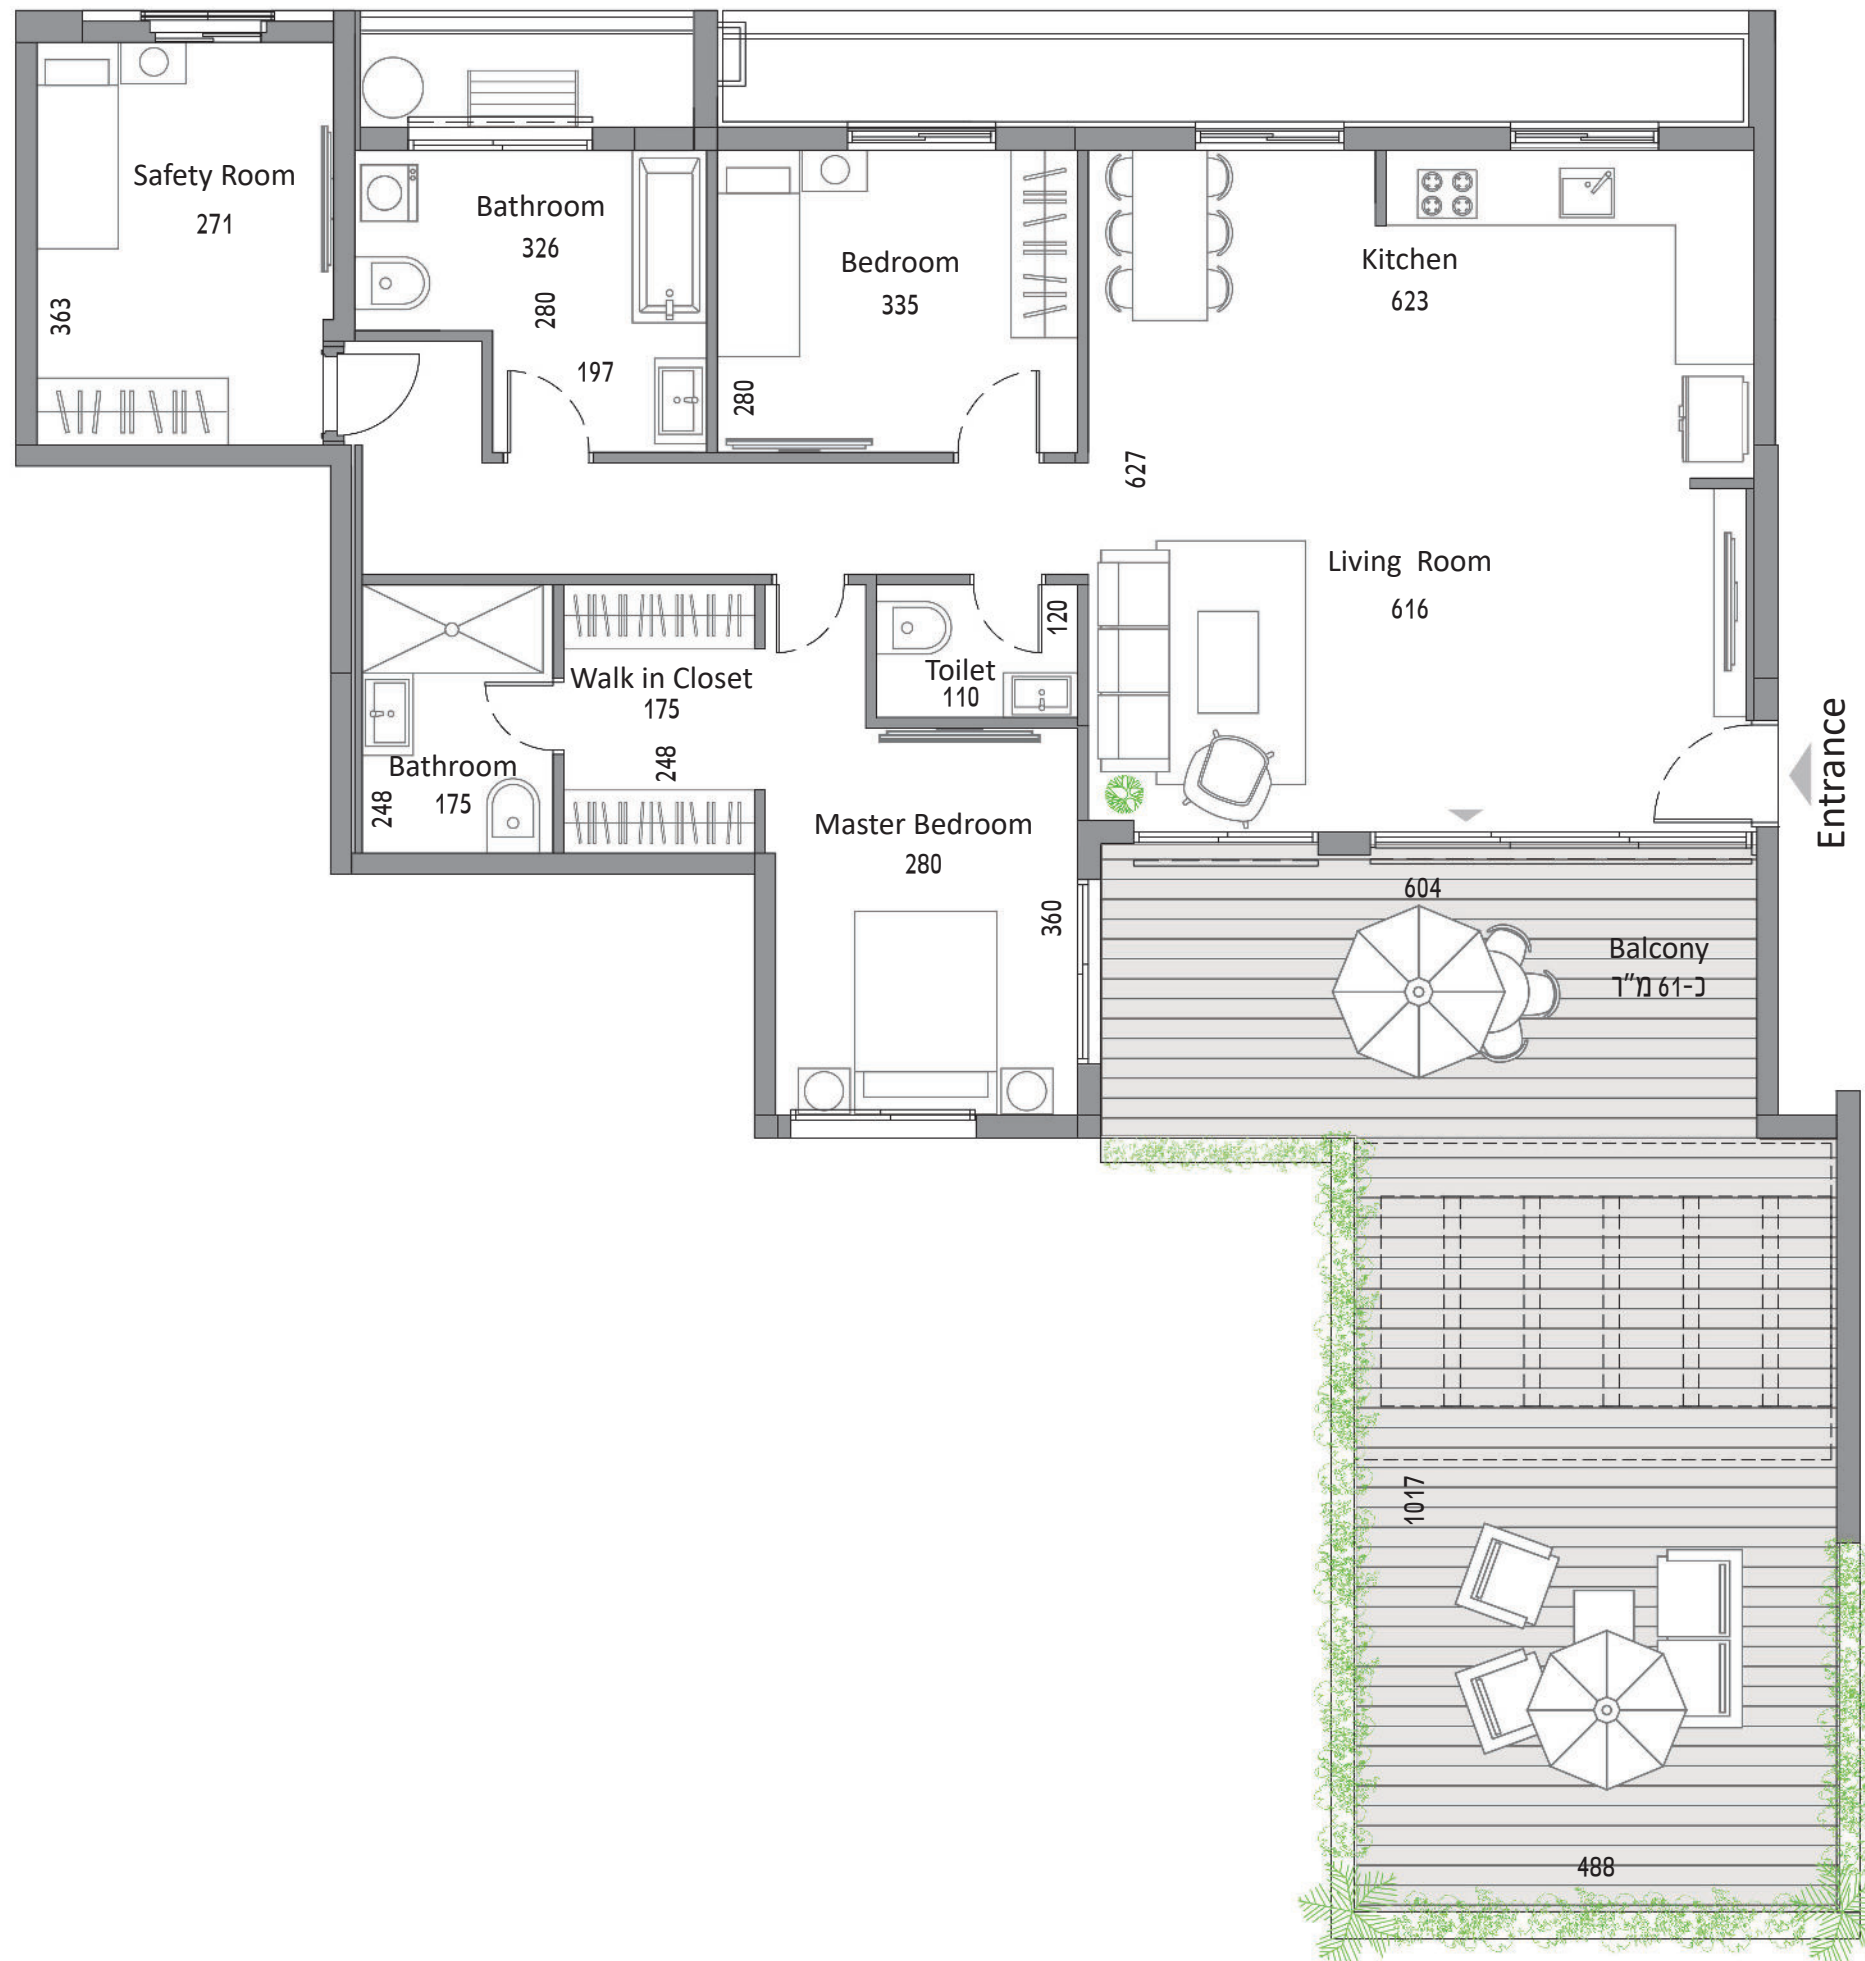 Safety Room
271
363
Bathroom
326
280
197
Bedroom
335
280
Kitchen
623
627
Living Room
616
Walk in Closet
175
248
Toilet
110
120
Bathroom
175
248
Master Bedroom
280
360
Entrance
604
Balcony
כ-61 מ"ר
1017
488